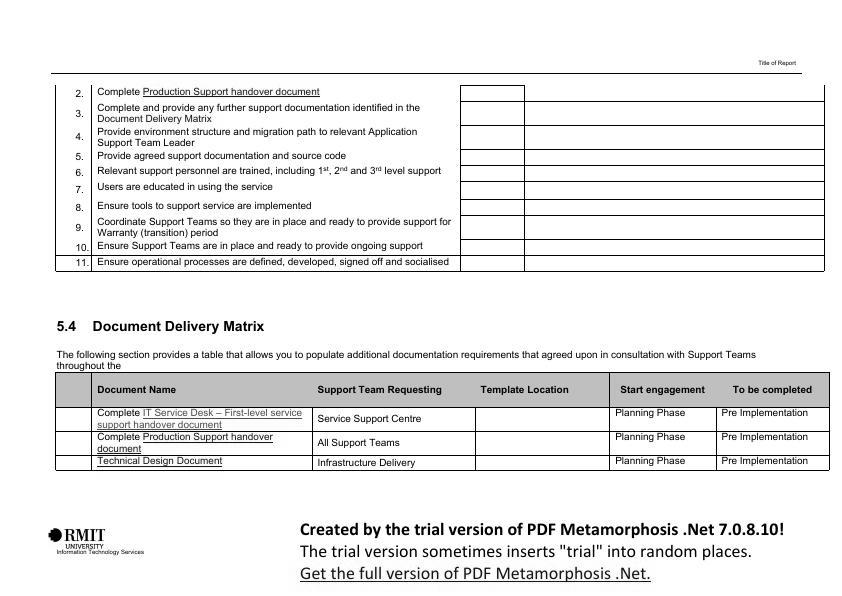 Title of Report
2. Complete Production Support handover document
3. Complete and provide any further support documentation identified in the
Document Delivery Matrix
4. Provide environment structure and migration path to relevant Application
Support Team Leader
5. Provide agreed support documentation and source code
6. Relevant support personnel are trained, including 1st, 2nd and 3rd level support
7. Users are educated in using the service
8. Ensure tools to support service are implemented
9. Coordinate Support Teams so they are in place and ready to provide support for
Warranty (transition) period
10. Ensure Support Teams are in place and ready to provide ongoing support
11. Ensure operational processes are defined, developed, signed off and socialised
5.4 Document Delivery Matrix
The following section provides a table that allows you to populate additional documentation requirements that agreed upon in consultation with Support Teams
throughout the
Document Name Support Team Requesting Template Location Start engagement To be completed
Complete IT Service Desk – First-level service
support handover document Service Support Centre Planning Phase Pre Implementation
Complete Production Support handover
document All Support Teams Planning Phase Pre Implementation
Technical Design Document Infrastructure Delivery Planning Phase Pre Implementation
RMIT
UNIVERSITY
Information Technology Services
Created by the trial version of PDF Metamorphosis .Net 7.0.8.10!
The trial version sometimes inserts "trial" into random places.
Get the full version of PDF Metamorphosis .Net.